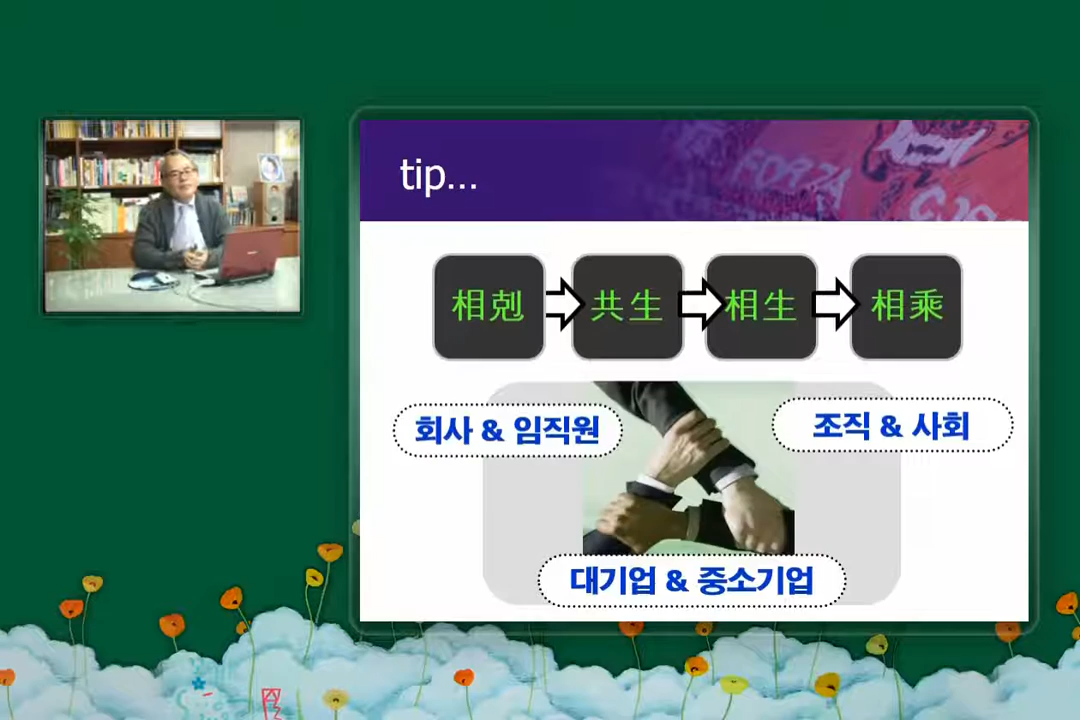 tip...
FORZA
相剋 共生 相生 相乘
회사 & 임직원
조직 & 사회
대기업 & 중소기업